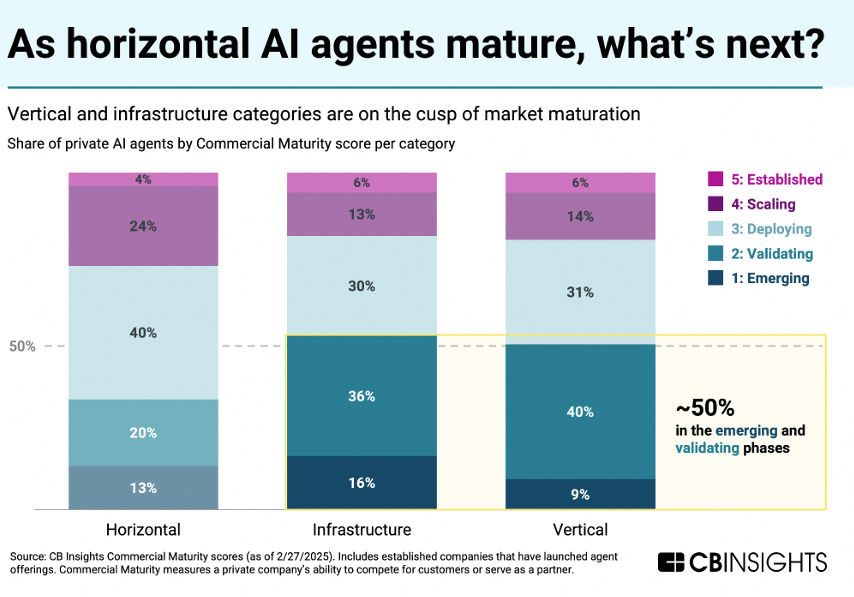 As horizontal AI agents mature, what's next?
Vertical and infrastructure categories are on the cusp of market maturation
Share of private AI agents by Commercial Maturity score per category
4%
24%
40%
20%
13%
6%
13%
30%
36%
16%
6%
14%
31%
40%
9%
50%
5: Established
4: Scaling
3: Deploying
2: Validating
1: Emerging
~50%
in the emerging and
validating phases
Horizontal
Infrastructure
Vertical
Source: CB Insights Commercial Maturity scores (as of 2/27/2025). Includes established companies that have launched agent
offerings. Commercial Maturity measures a private company's ability to compete for customers or serve as a partner.
CBINSIGHTS